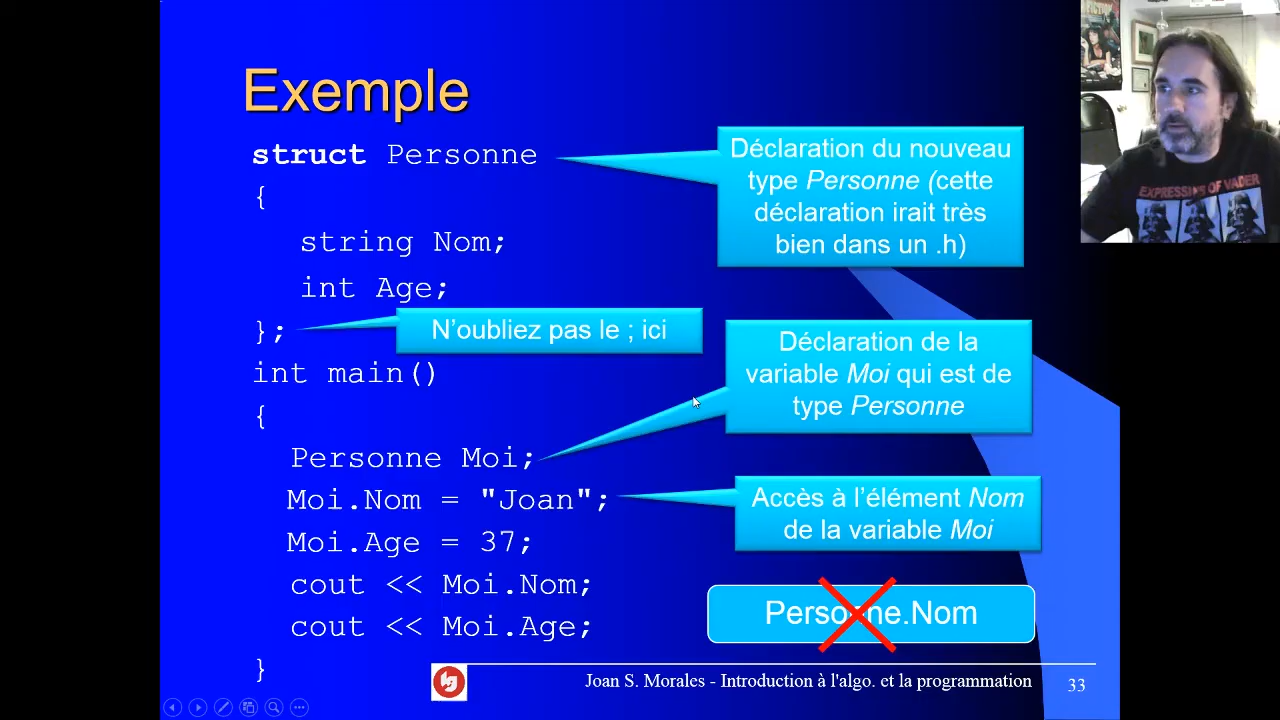 Exemple
struct Personne
{
string Nom;
int Age;
};
int main()
{
Personne Moi;
Moi.Nom = "Joan";
Moi.Age = 37;
cout << Moi.Nom;
cout << Moi.Age;
}
Déclaration du nouveau
type Personne (cette
déclaration irait très
bien dans un .h)
N'oubliez pas le ; ici
Déclaration de la
variable Moi qui est de
type Personne
Accès à l'élément Nom
de la variable Moi
Personne.Nom
Joan S. Morales - Introduction à l'algo. et la programmation
33
EXPRESSIONS OF VADER